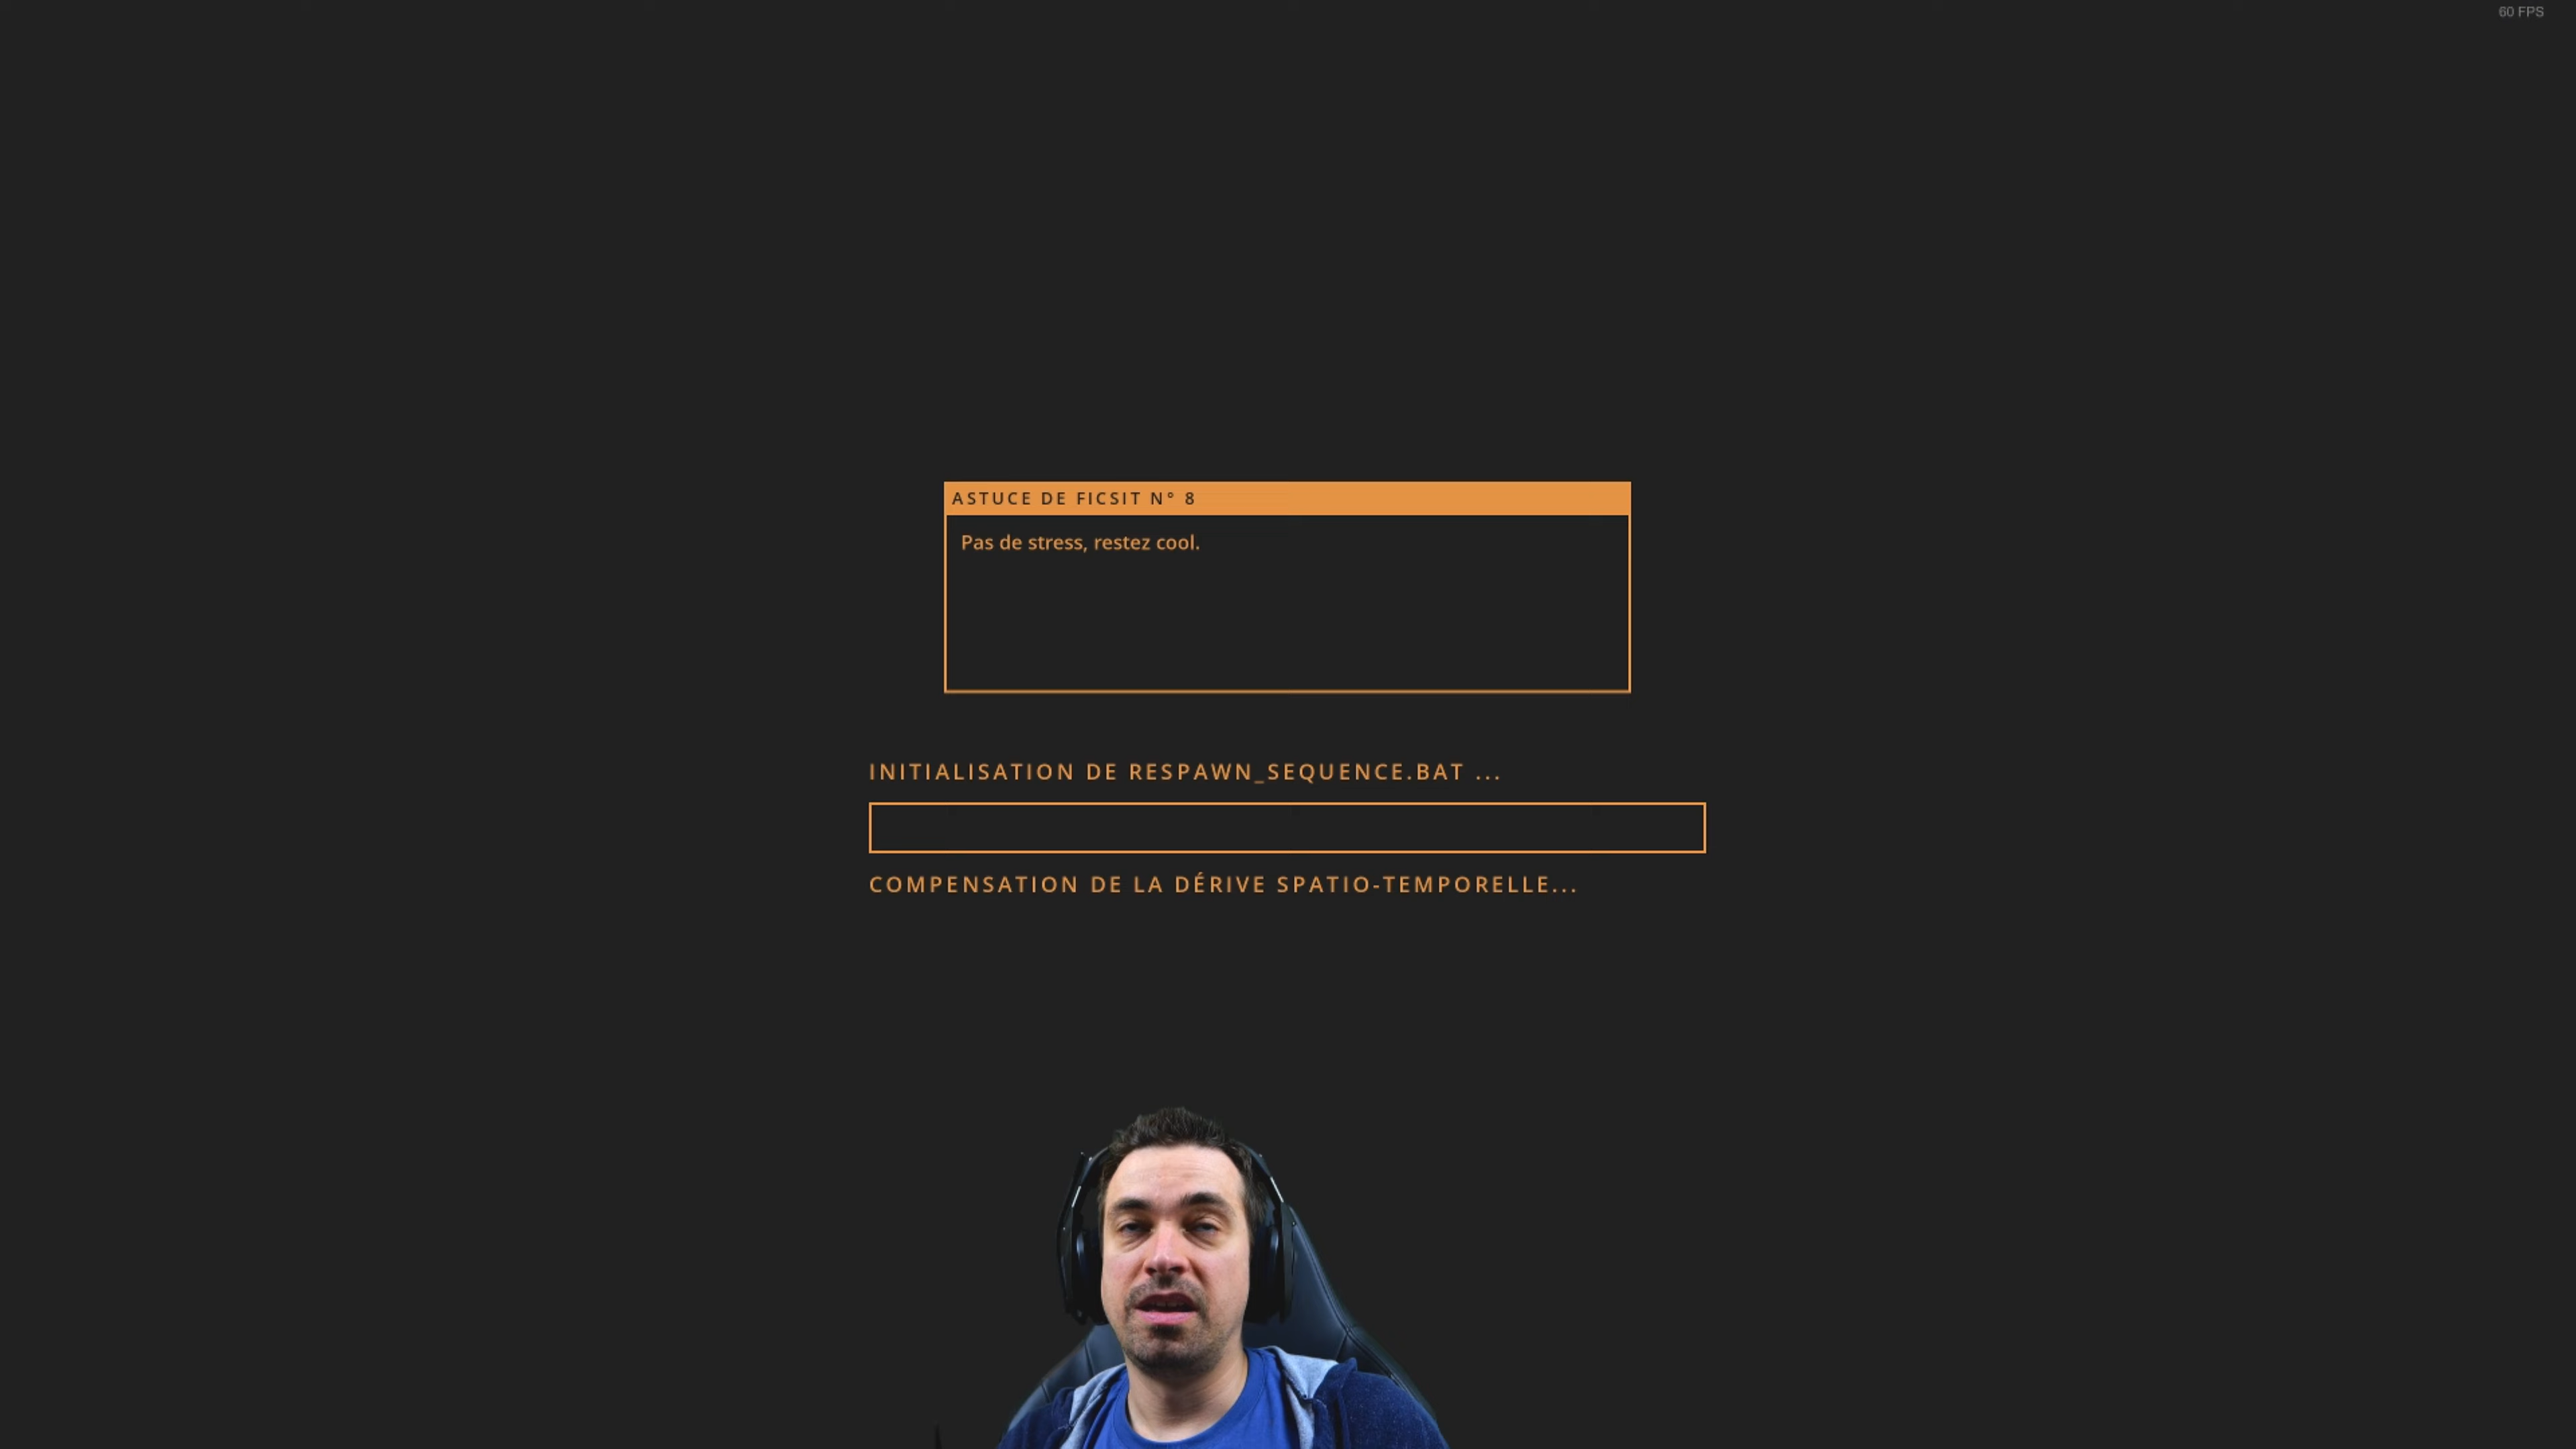 60 FPS
ASTUCE DE FICSIT N° 8
Pas de stress, restez cool.
INITIALISATION DE RESPAWN_SEQUENCE.BAT ...
COMPENSATION DE LA DÉRIVE SPATIO-TEMPORELLE...